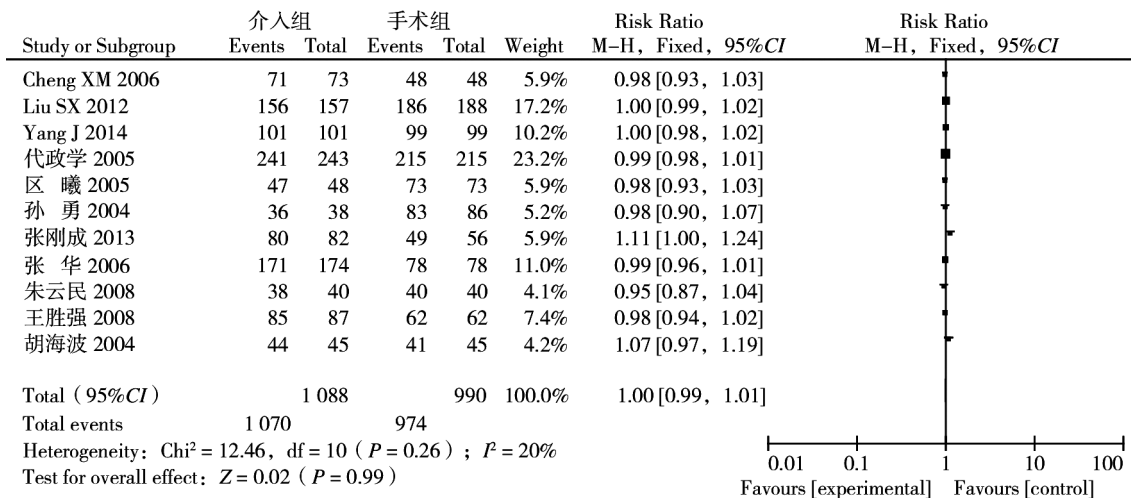 介入组 手术组 Risk Ratio Risk Ratio
Study or Subgroup Events Total Events Total Weight M-H, Fixed, 95%CI M-H, Fixed, 95%CI
Cheng XM 2006 71 73 48 48 5.9% 0.98 [0.93, 1.03]
Liu SX 2012 156 157 186 188 17.2% 1.00 [0.99, 1.02]
Yang J 2014 101 101 99 99 10.2% 1.00 [0.98, 1.02]
代政学 2005 241 243 215 215 23.2% 0.99 [0.98, 1.01]
区 曦 2005 47 48 73 73 5.9% 0.98 [0.93, 1.03]
孙 勇 2004 36 38 83 86 5.2% 0.98 [0.90, 1.07]
张刚成 2013 80 82 49 56 5.9% 1.11 [1.00, 1.24]
张 华 2006 171 174 78 78 11.0% 0.99 [0.96, 1.01]
朱云民 2008 38 40 40 40 4.1% 0.95 [0.87, 1.04]
王胜强 2008 85 87 62 62 7.4% 0.98 [0.94, 1.02]
胡海波 2004 44 45 41 45 4.2% 1.07 [0.97, 1.19]
Total（95%CI） 1 088 990 100.0% 1.00 [0.99, 1.01]
Total events 1 070 974
Heterogeneity: Chi² = 12.46, df = 10（P = 0.26）; I² = 20%
Test for overall effect: Z = 0.02（P = 0.99）
0.01 0.1 1 10 100
Favours [experimental] Favours [control]